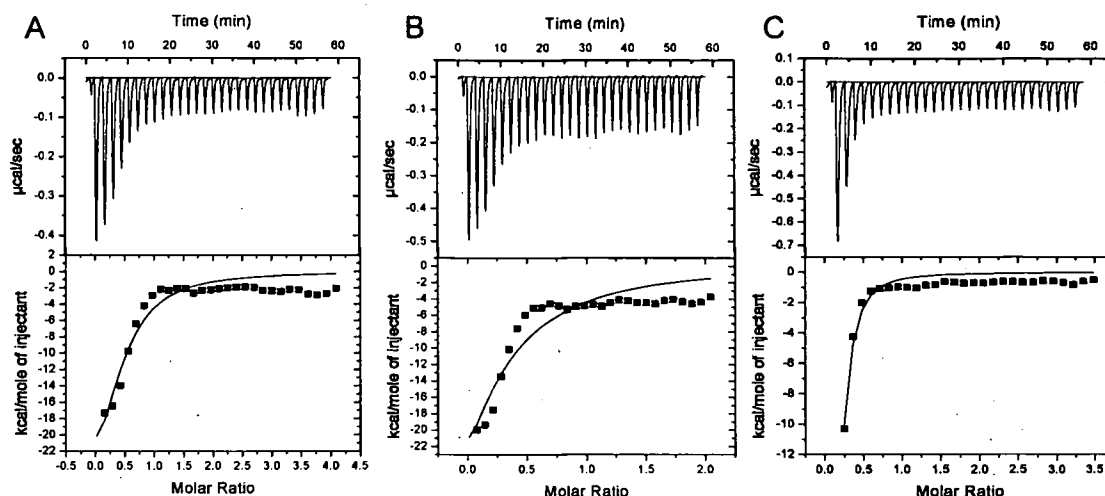 A
Time (min)
0 10 20 30 40 50 60
0.0
-0.1
-0.2
-0.3
-0.4
µcal/sec
2
0
-2
-4
-6
-8
-10
-12
-14
-16
-18
-20
-22
kcal/mole of injectant
-0.5 0.0 0.5 1.0 1.5 2.0 2.5 3.0 3.5 4.0 4.5
Molar Ratio
B
Time (min)
0 10 20 30 40 50 60
0.0
-0.1
-0.2
-0.3
-0.4
-0.5
µcal/sec
0
-2
-4
-6
-8
-10
-12
-14
-16
-18
-20
-22
kcal/mole of injectant
0.0 0.5 1.0 1.5 2.0
Molar Ratio
C
Time (min)
0 10 20 30 40 50 60
0.1
0.0
-0.1
-0.2
-0.3
-0.4
-0.5
-0.6
-0.7
µcal/sec
2
0
-2
-4
-6
-8
-10
-12
kcal/mole of injectant
0.0 0.5 1.0 1.5 2.0 2.5 3.0 3.5
Molar Ratio